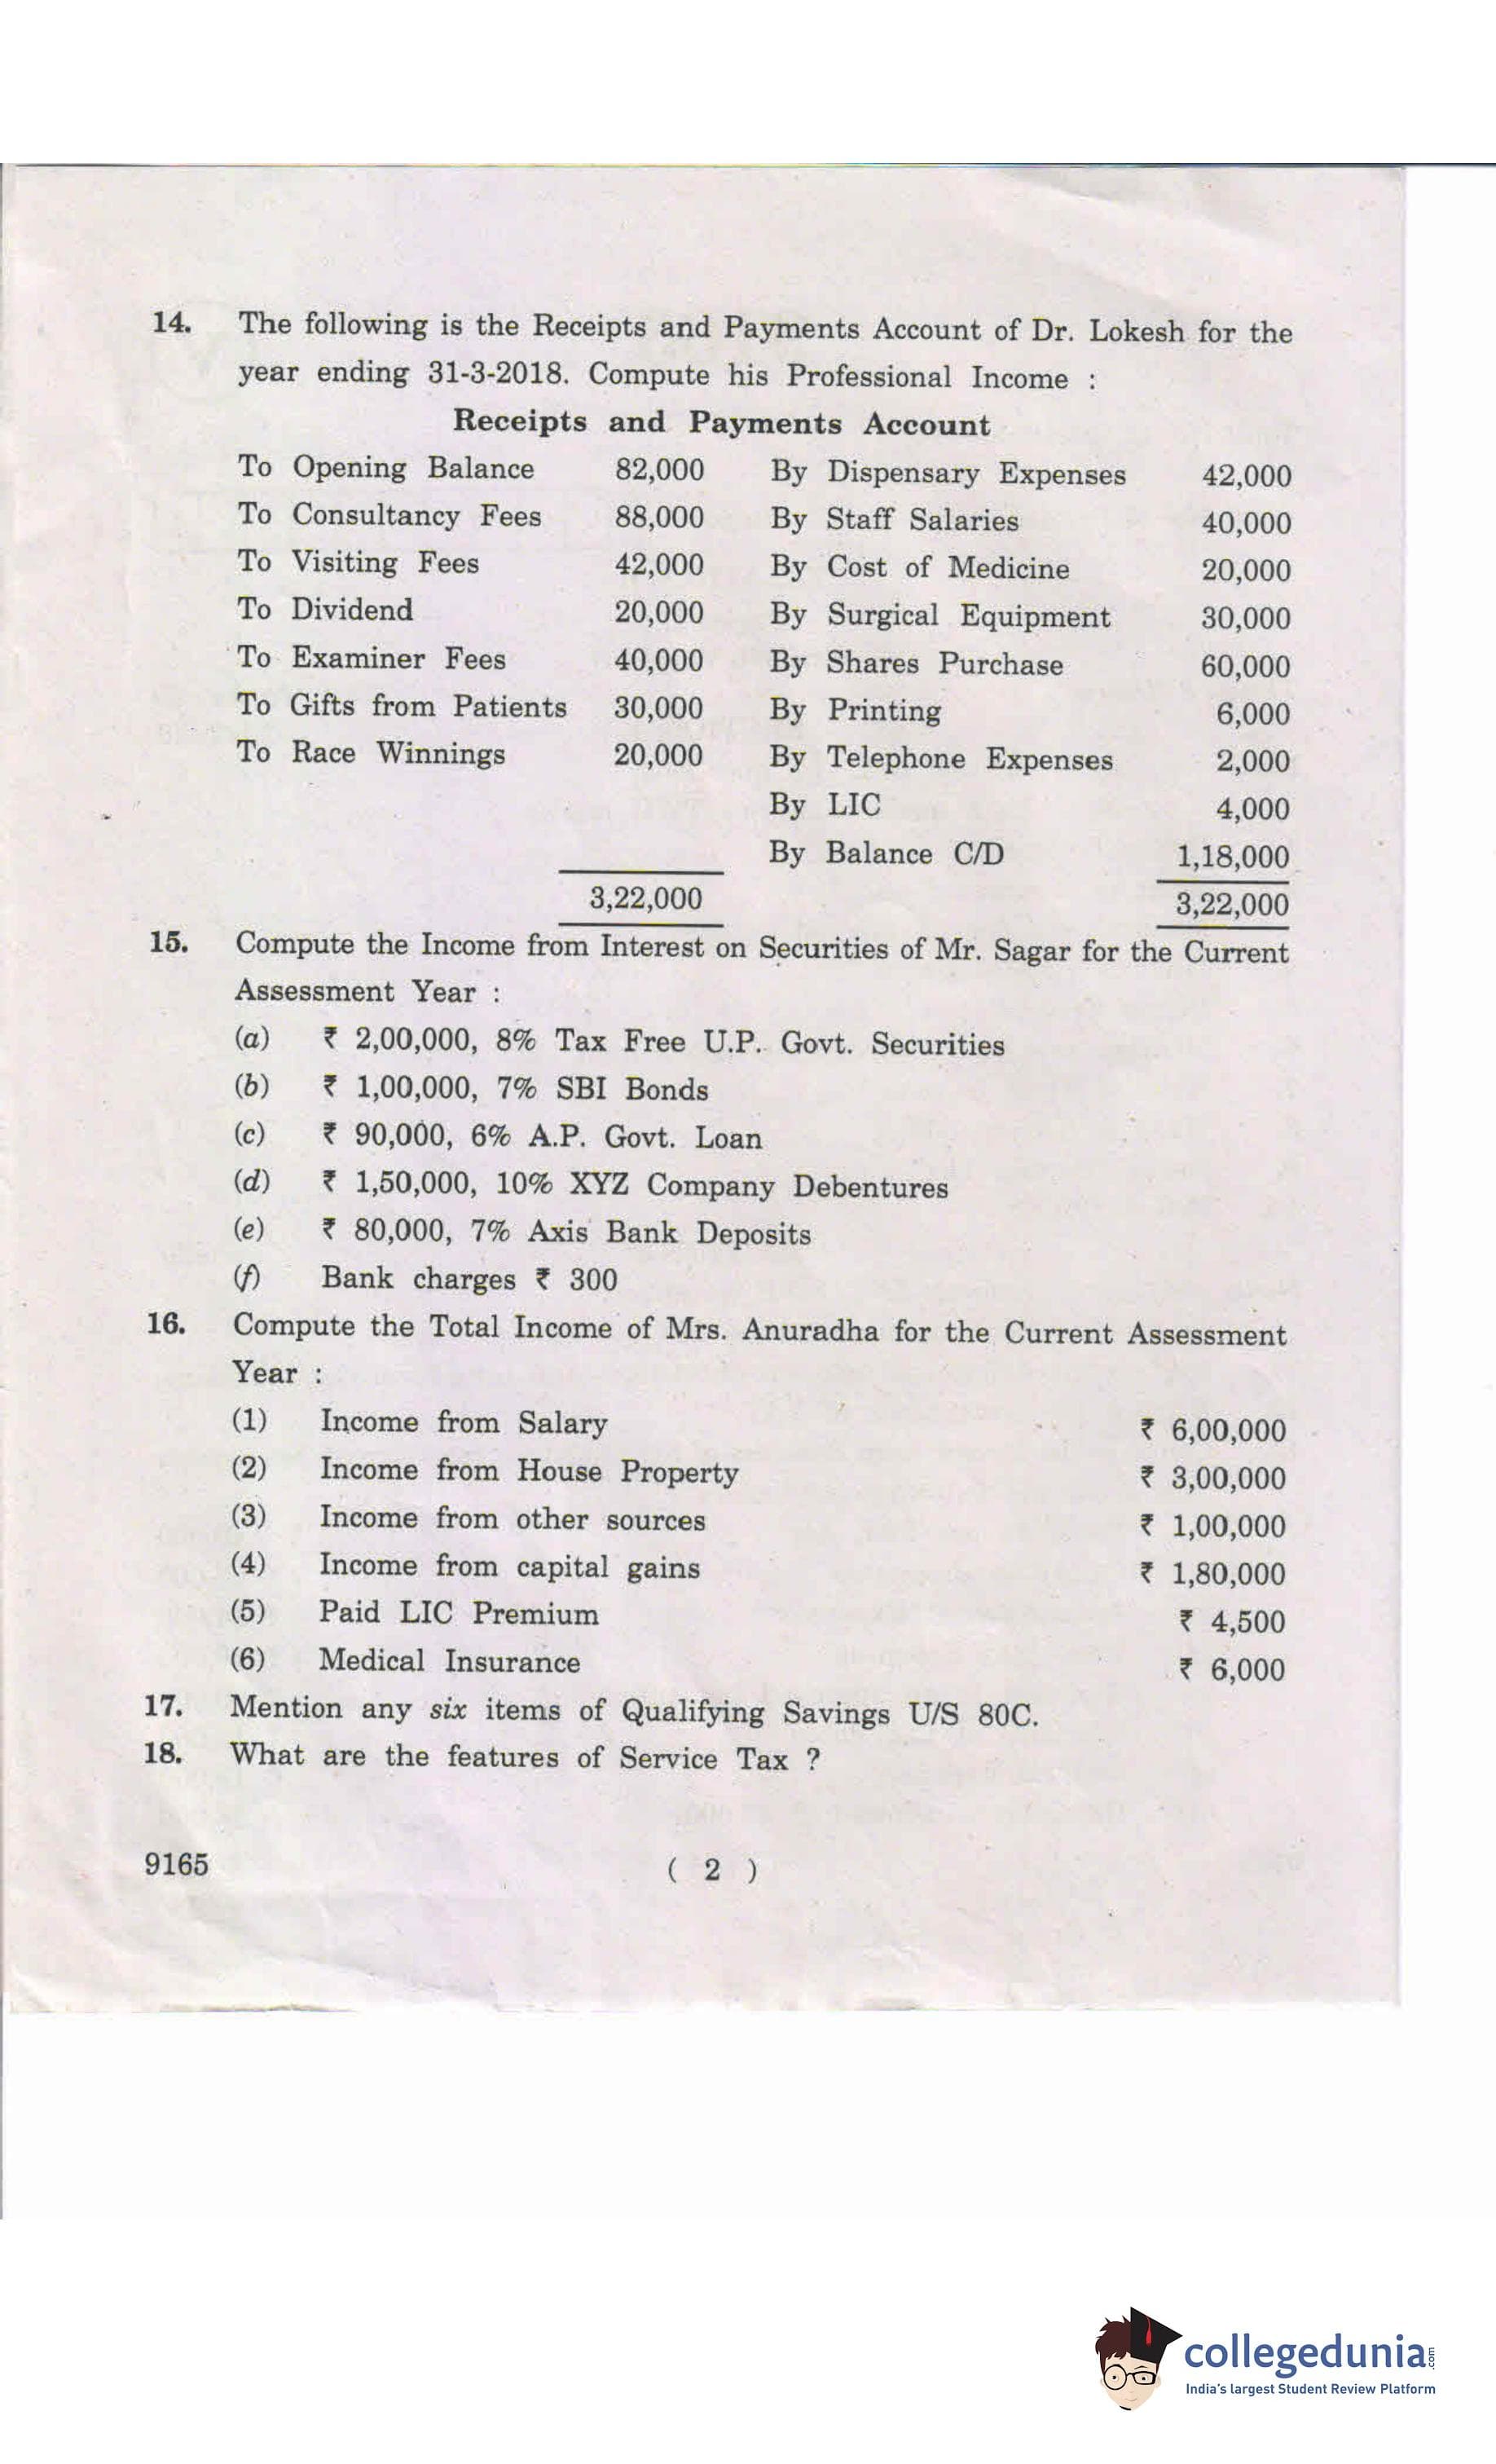 14. The following is the Receipts and Payments Account of Dr. Lokesh for the
year ending 31-3-2018. Compute his Professional Income :
Receipts and Payments Account
To Opening Balance 82,000 By Dispensary Expenses 42,000
To Consultancy Fees 88,000 By Staff Salaries 40,000
To Visiting Fees 42,000 By Cost of Medicine 20,000
To Dividend 20,000 By Surgical Equipment 30,000
To Examiner Fees 40,000 By Shares Purchase 60,000
To Gifts from Patients 30,000 By Printing 6,000
To Race Winnings 20,000 By Telephone Expenses 2,000
By LIC 4,000
By Balance C/D 1,18,000
3,22,000 3,22,000
15. Compute the Income from Interest on Securities of Mr. Sagar for the Current
Assessment Year :
(a) ₹ 2,00,000, 8% Tax Free U.P. Govt. Securities
(b) ₹ 1,00,000, 7% SBI Bonds
(c) ₹ 90,000, 6% A.P. Govt. Loan
(d) ₹ 1,50,000, 10% XYZ Company Debentures
(e) ₹ 80,000, 7% Axis Bank Deposits
(f) Bank charges ₹ 300
16. Compute the Total Income of Mrs. Anuradha for the Current Assessment
Year :
(1) Income from Salary ₹ 6,00,000
(2) Income from House Property ₹ 3,00,000
(3) Income from other sources ₹ 1,00,000
(4) Income from capital gains ₹ 1,80,000
(5) Paid LIC Premium ₹ 4,500
(6) Medical Insurance ₹ 6,000
17. Mention any six items of Qualifying Savings U/S 80C.
18. What are the features of Service Tax ?
9165 ( 2 )
collegedunia.com
India's largest Student Review Platform